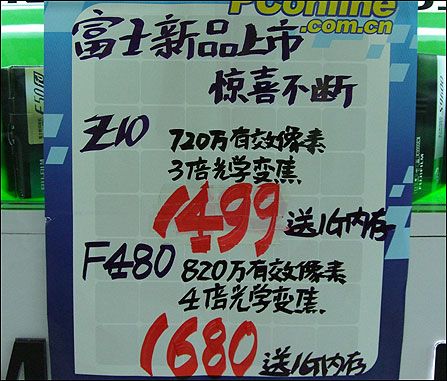 PConline
.com.cn
富士新品上市
惊喜不断
Z10 720万有效像素
3倍光学变焦
1499 送1G内存
F480 820万有效像素
4倍光学变焦
1680 送1G内存